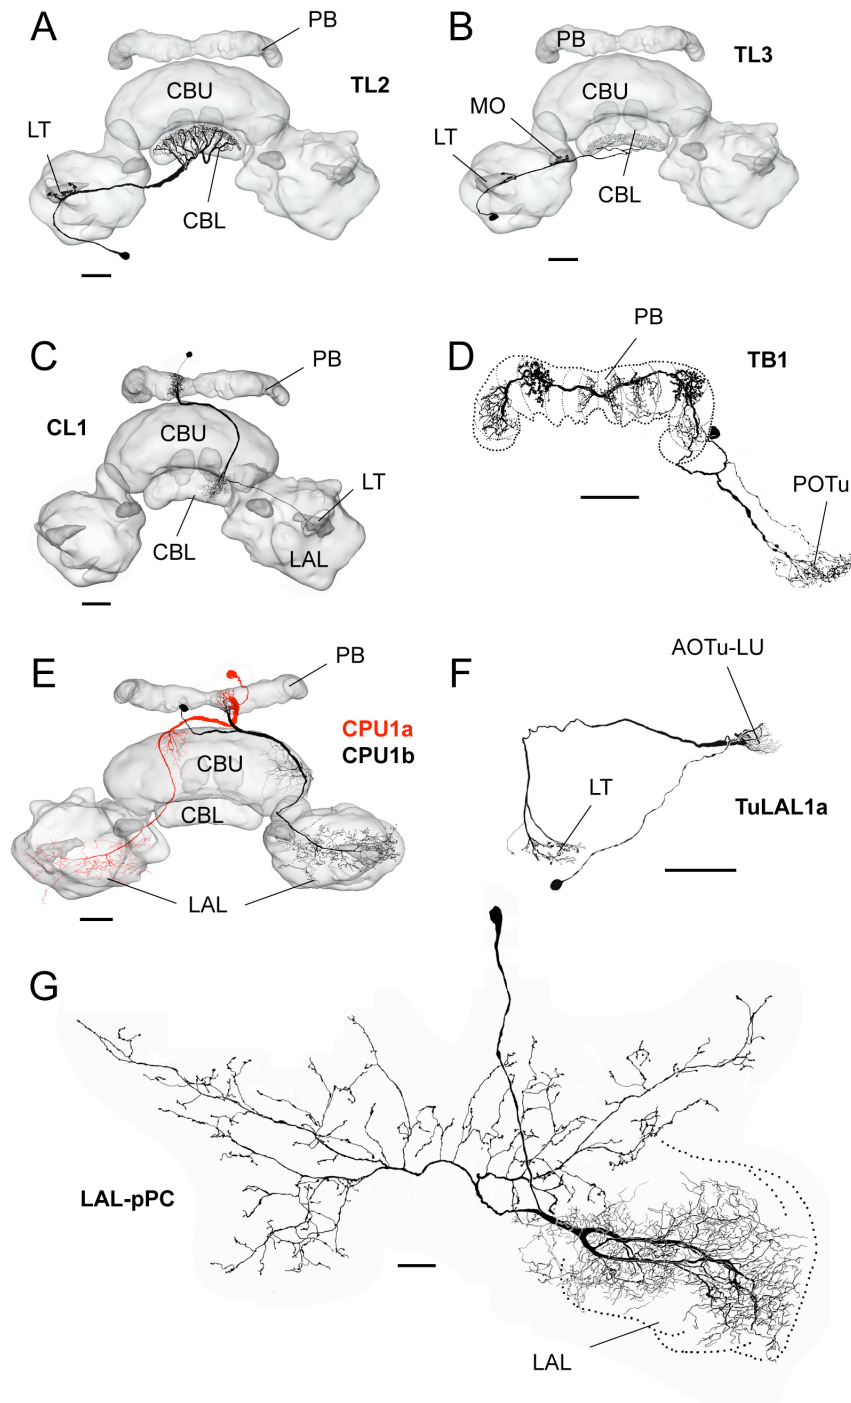 A
PB
CBU
TL2
LT
CBL
B
PB
TL3
CBU
MO
LT
CBL
C
PB
CL1
CBU
LT
CBL
LAL
D
PB
TB1
POTu
E
PB
CPU1a
CPU1b
CBU
CBL
LAL
F
AOTu-LU
LT
TuLAL1a
G
LAL-pPC
LAL